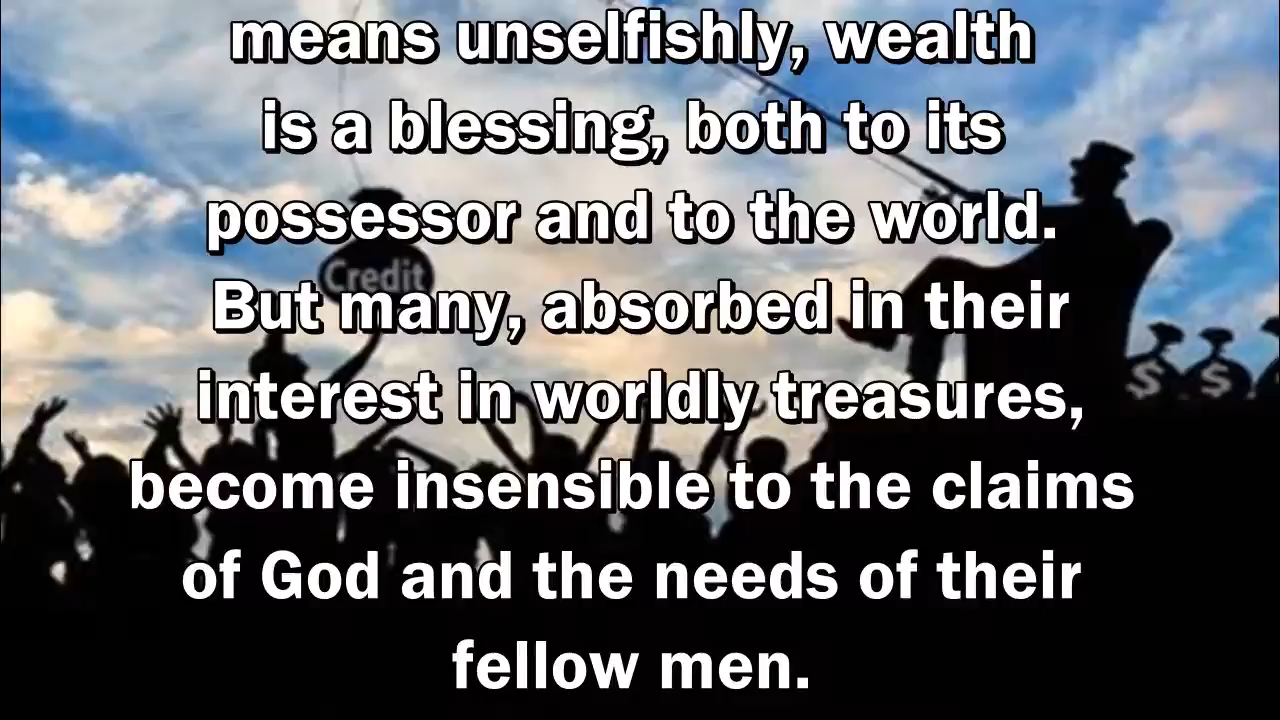 means unselfishly, wealth
is a blessing, both to its
possessor and to the world.
Credit
But many, absorbed in their
interest in worldly treasures,
$ $
become insensible to the claims
of God and the needs of their
fellow men.